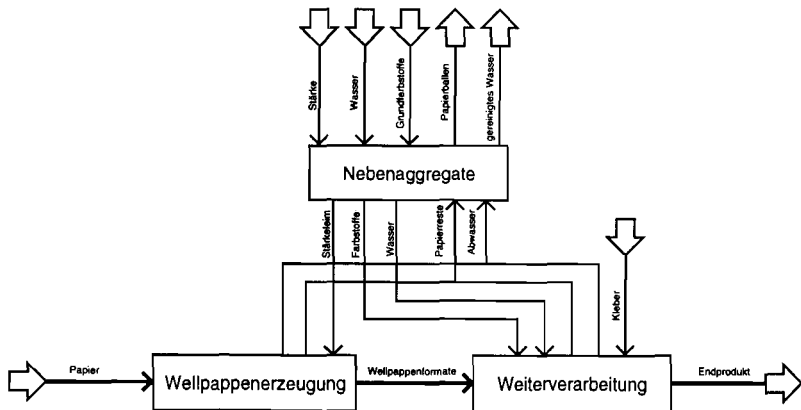 Stärke
Wasser
Grundfarbstoffe
Papierballen
gereinigtes Wasser
Nebenaggregate
Stärkeleim
Farbstoffe
Wasser
Papierreste
Abwasser
Kleber
Papier
Wellpappenerzeugung
Wellpappenformate
Weiterverarbeitung
Endprodukt